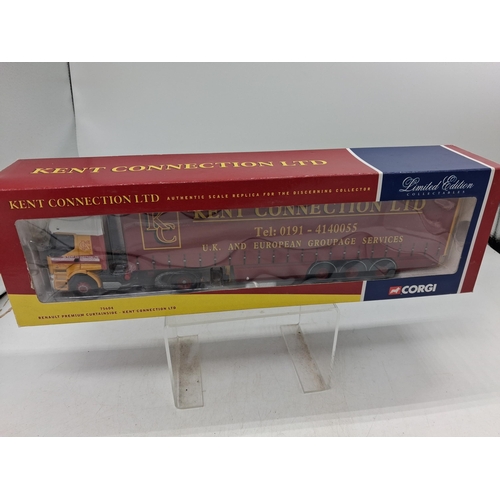 KENT CONNECTION LTD
KENT CONNECTION LTD
AUTHENTIC SCALE REPLICA FOR THE DISCERNING COLLECTOR
Limited Edition
COLLECTABLES
KC
KENT CONNECTION LTD
Tel: 0191 - 4140055
U.K. AND EUROPEAN GROUPAGE SERVICES
RENAULT PREMIUM CURTAINSIDE - KENT CONNECTION LTD
CORGI